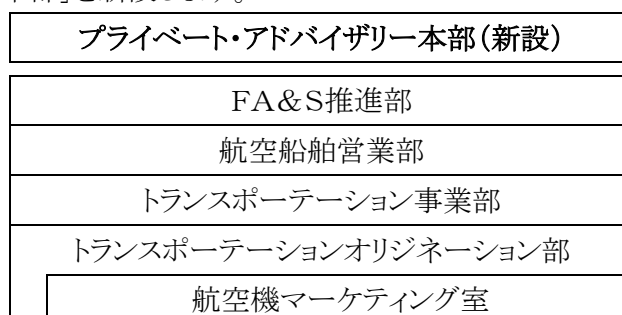 プライベート・アドバイザリー本部(新設)
FA&S推進部
航空船舶営業部
トランスポーテーション事業部
トランスポーテーションオリジネーション部
航空機マーケティング室